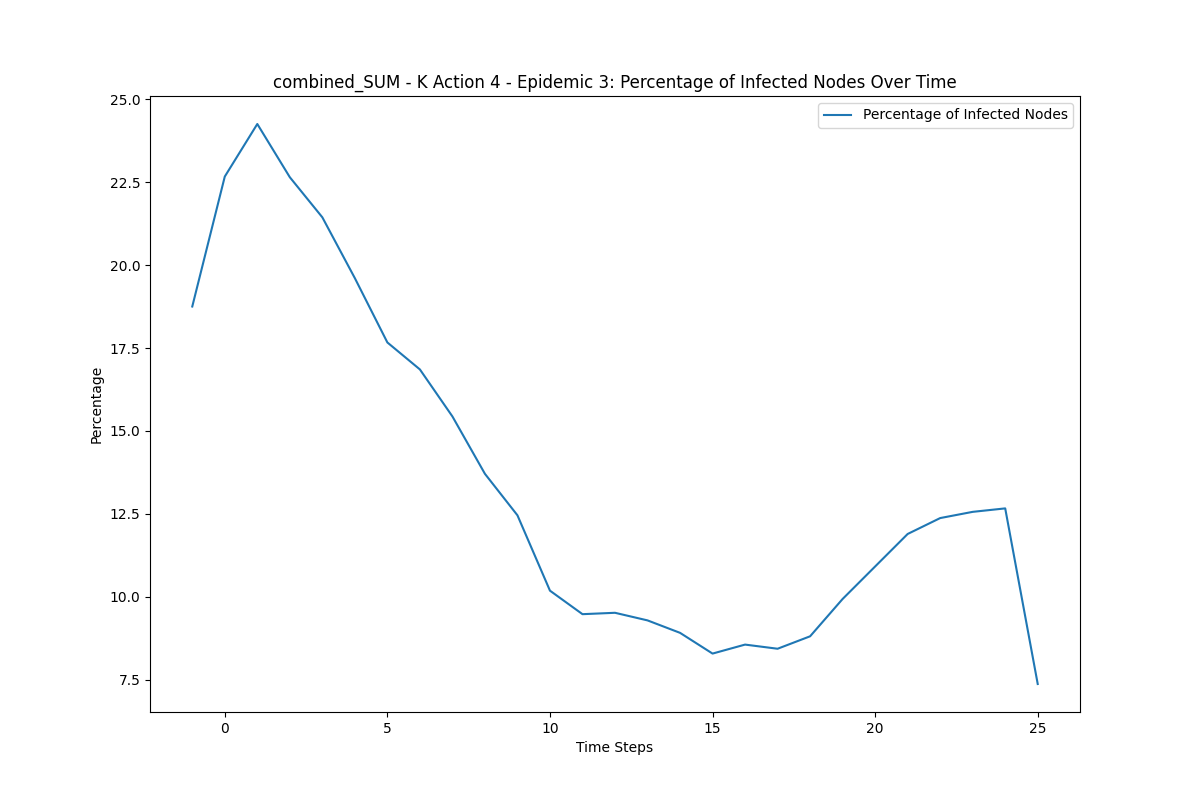 combined_SUM - K Action 4 - Epidemic 3: Percentage of Infected Nodes Over Time
Percentage of Infected Nodes
25.0
22.5
20.0
17.5
15.0
12.5
10.0
7.5
Percentage
0 5 10 15 20 25
Time Steps